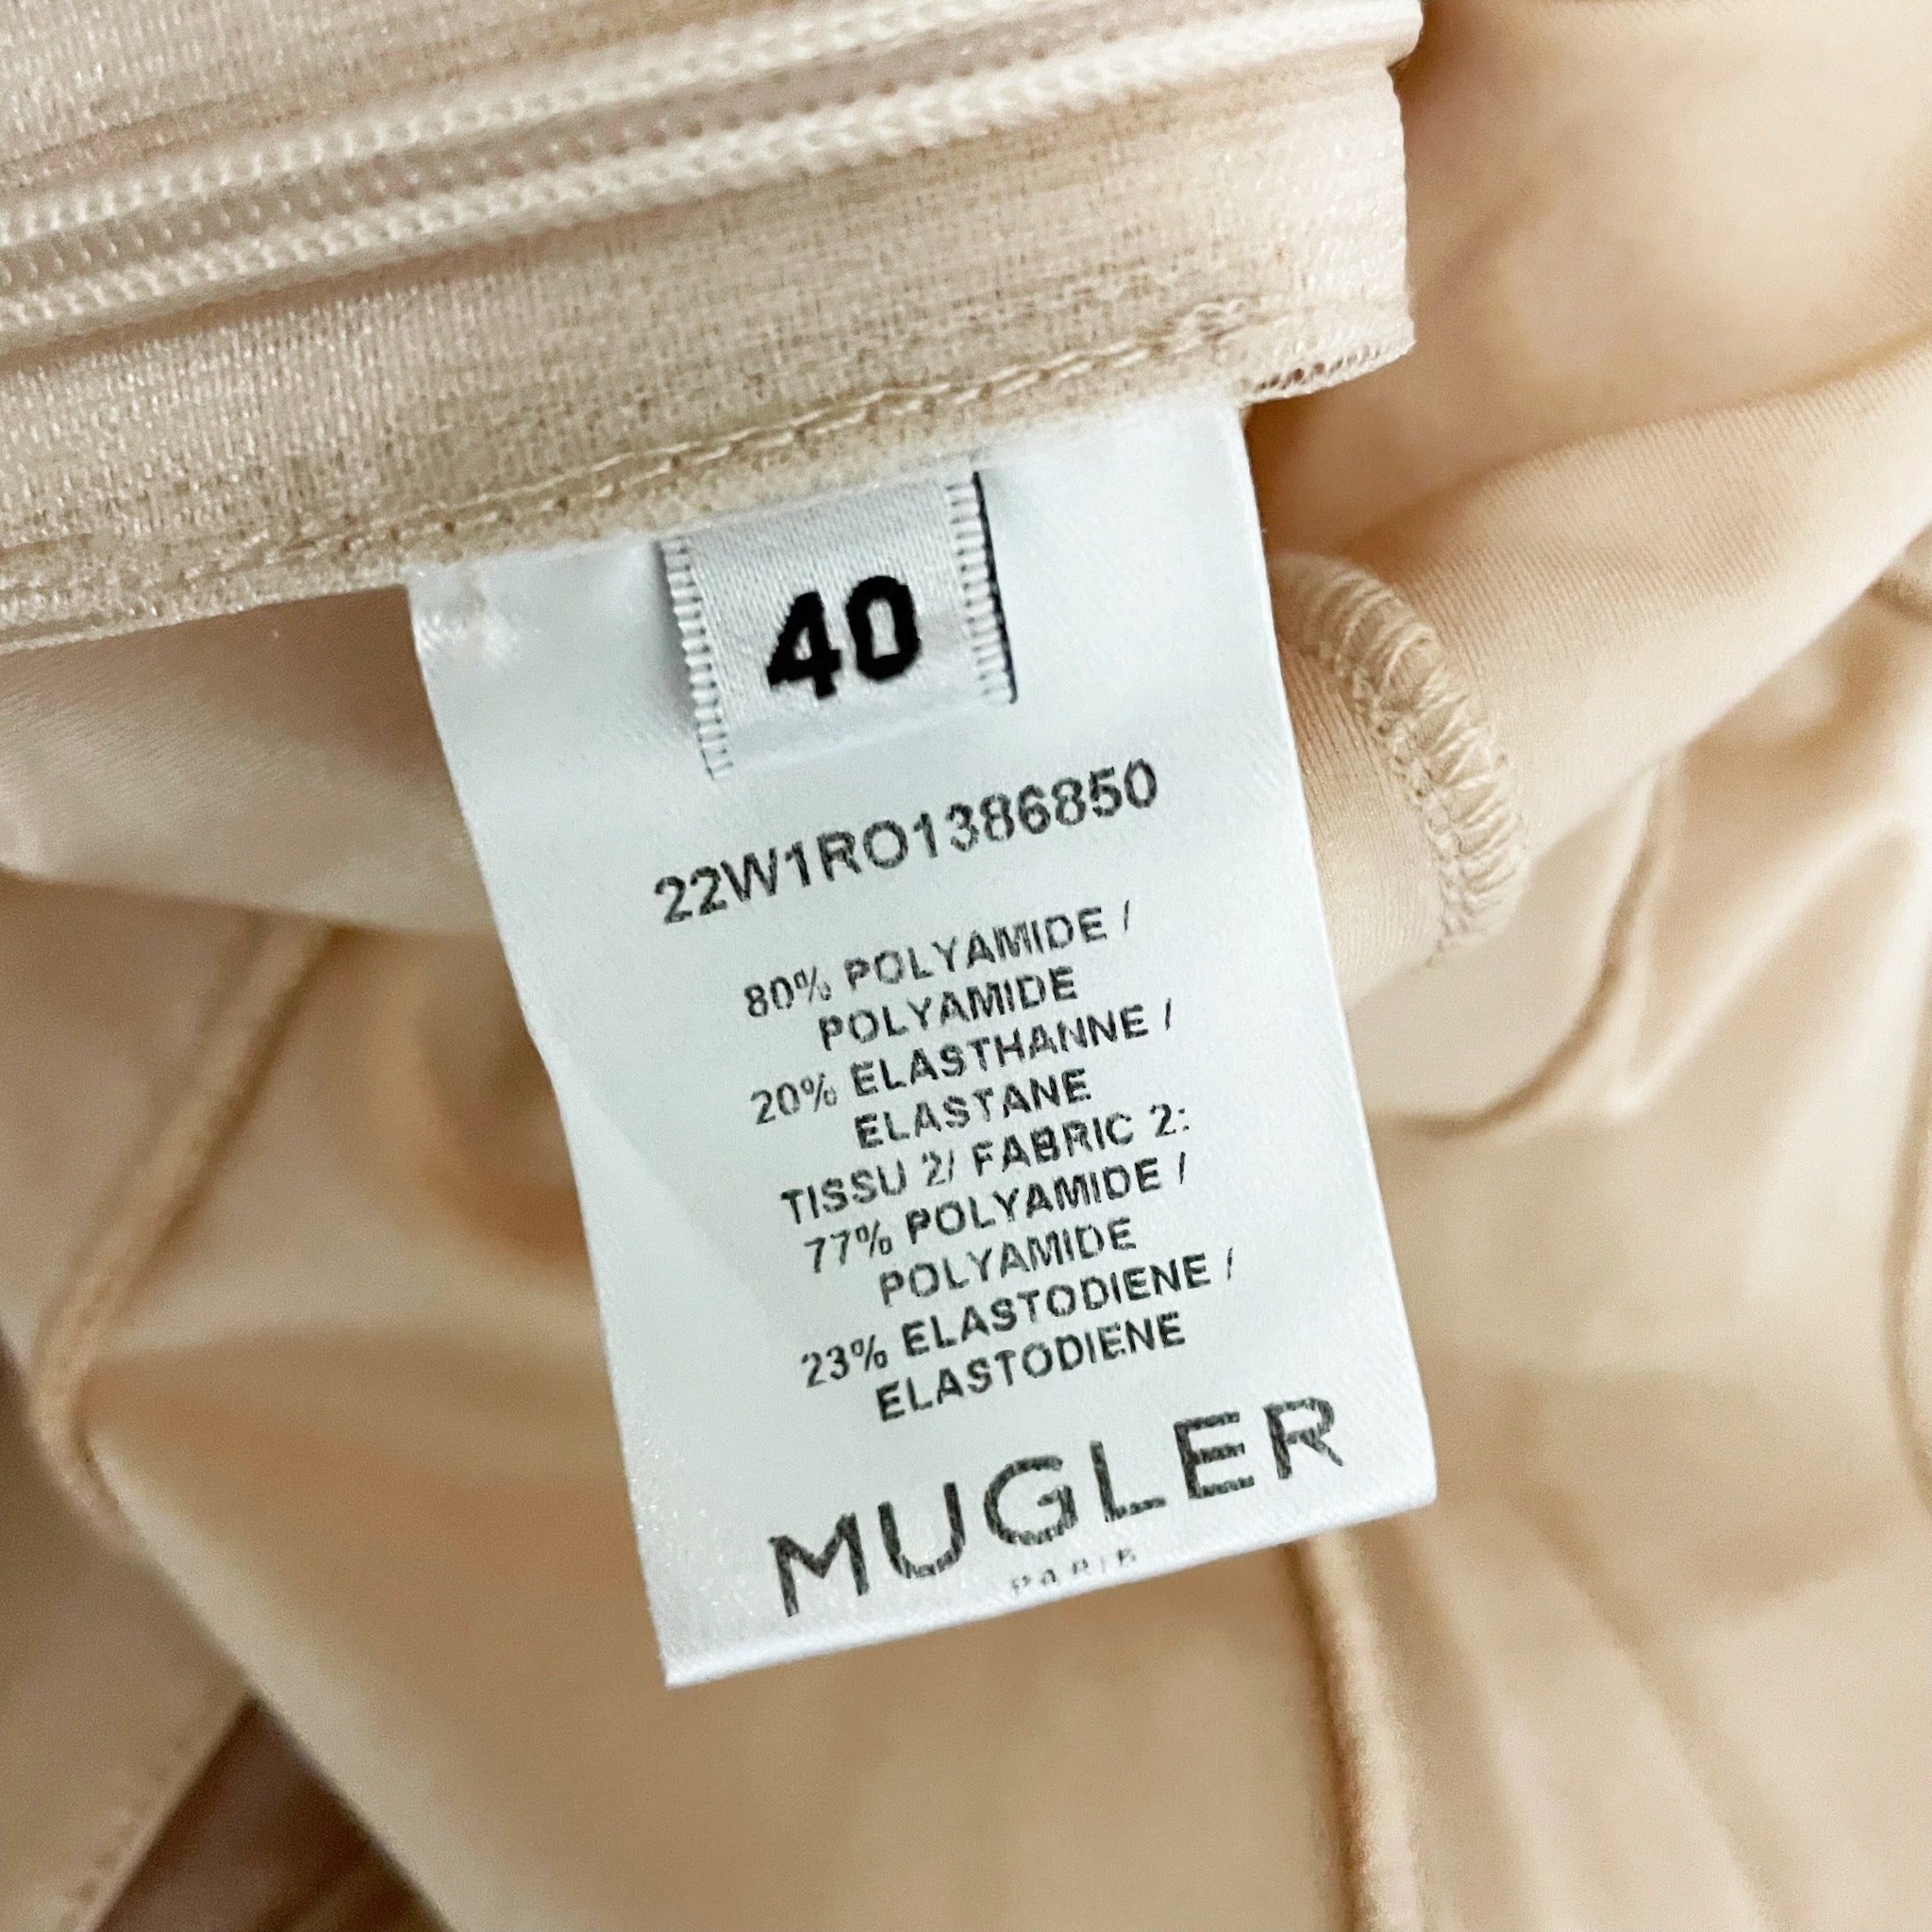 40
22W1RO1386850
80% POLYAMIDE /
POLYAMIDE
20% ELASTHANNE /
ELASTANE
TISSU 2/ FABRIC 2:
77% POLYAMIDE /
POLYAMIDE
23% ELASTODIENE /
ELASTODIENE
MUGLER
PARIS